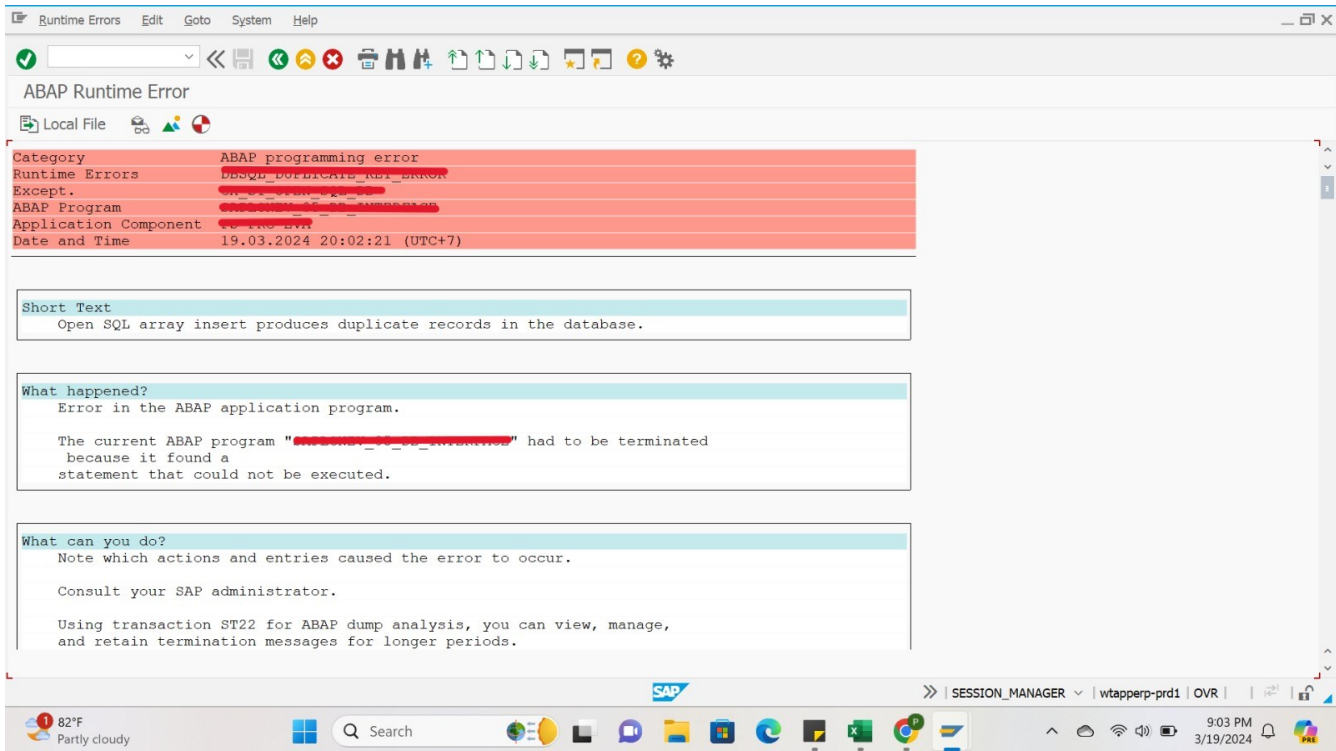 Runtime Errors Edit Goto System Help
ABAP Runtime Error
Local File
Category ABAP programming error
Runtime Errors
Except.
ABAP Program
Application Component
Date and Time 19.03.2024 20:02:21 (UTC+7)
Short Text
Open SQL array insert produces duplicate records in the database.
What happened?
Error in the ABAP application program.
The current ABAP program " " had to be terminated
because it found a
statement that could not be executed.
What can you do?
Note which actions and entries caused the error to occur.
Consult your SAP administrator.
Using transaction ST22 for ABAP dump analysis, you can view, manage,
and retain termination messages for longer periods.
SAP
SESSION_MANAGER wtapperp-prd1 OVR
1 82°F
Partly cloudy
Search
9:03 PM
3/19/2024
PRE